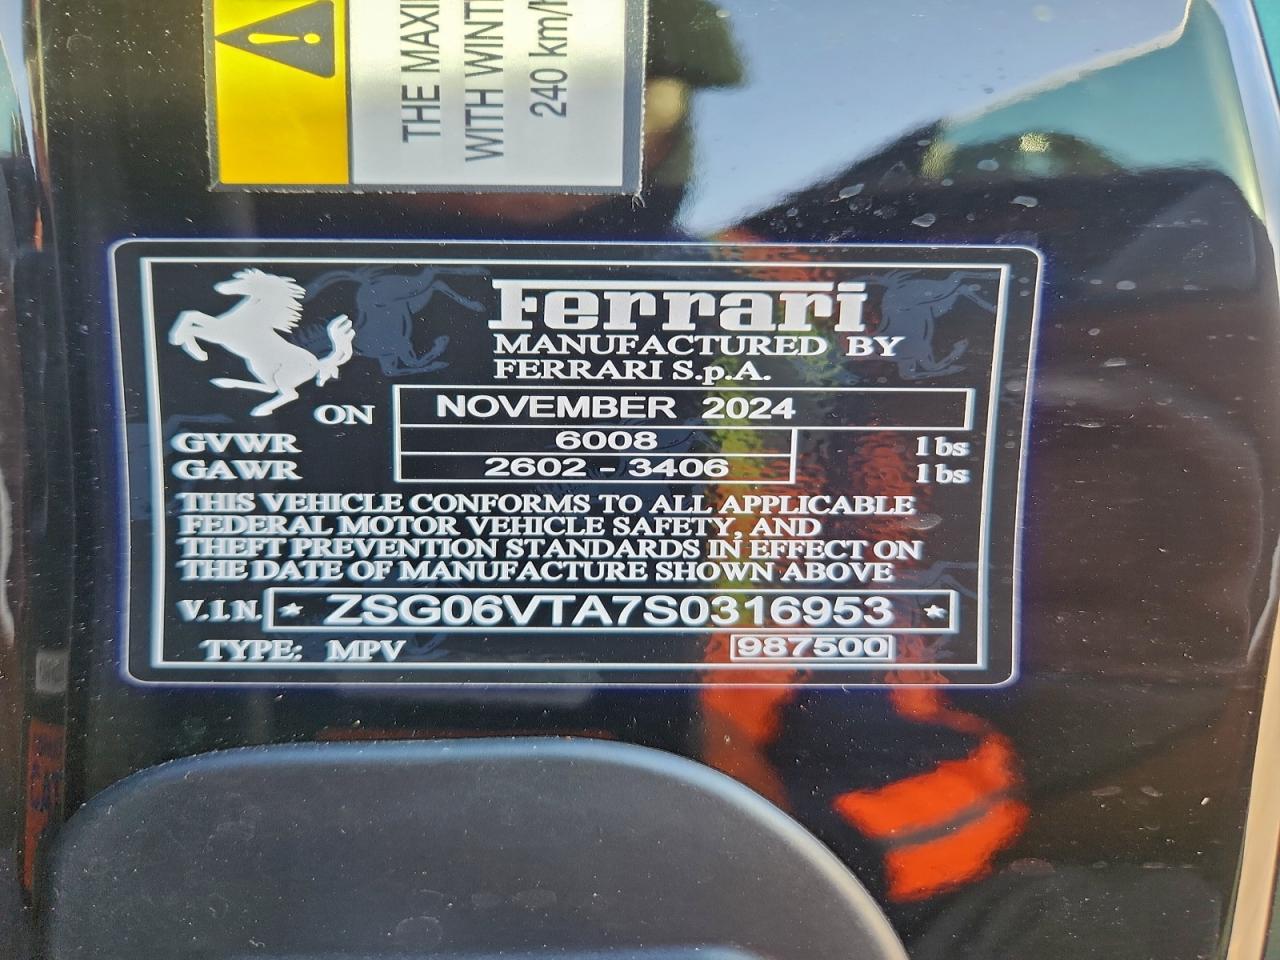 THE MAXI
WITH WINT
240 km/h
Ferrari
MANUFACTURED BY
FERRARI S.p.A.
ON NOVEMBER 2024
GVWR 6008 lbs
GAWR 2602 - 3406 lbs
THIS VEHICLE CONFORMS TO ALL APPLICABLE
FEDERAL MOTOR VEHICLE SAFETY, AND
THEFT PREVENTION STANDARDS IN EFFECT ON
THE DATE OF MANUFACTURE SHOWN ABOVE
V.I.N. * ZSG06VTA7S0316953 *
TYPE: MPV 987500